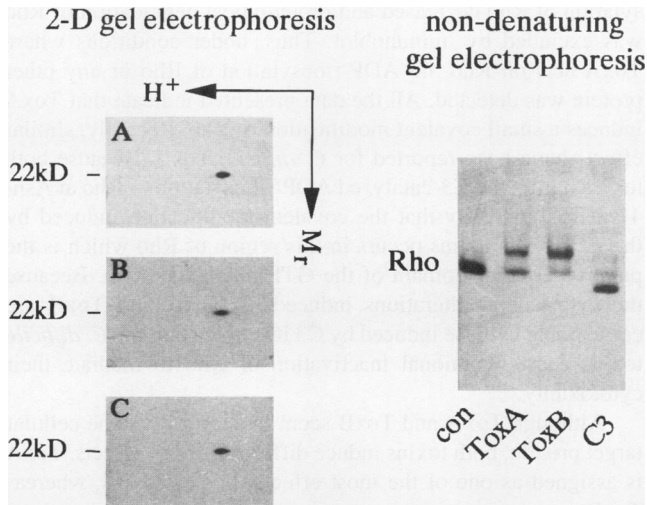 2-D gel electrophoresis
non-denaturing
gel electrophoresis
H+
Mr
A
22kD
B
22kD
C
22kD
Rho
con
ToxA
ToxB
C3